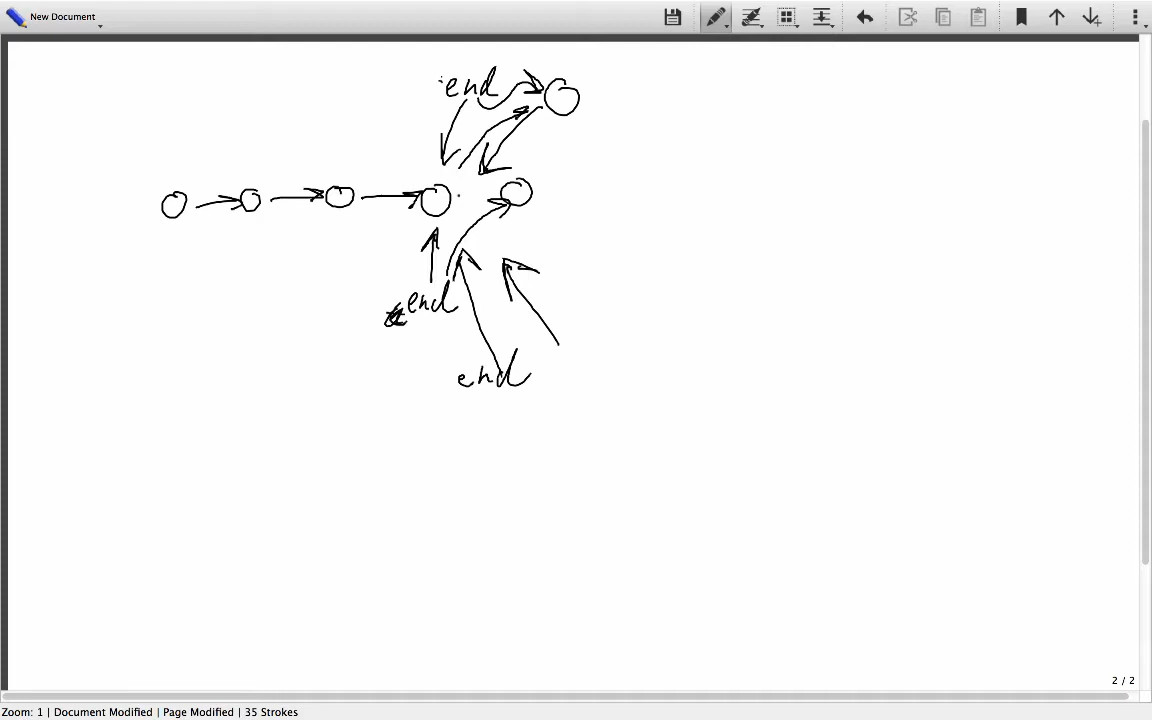 New Document
end
end
end
2 / 2
Zoom: 1 | Document Modified | Page Modified | 35 Strokes